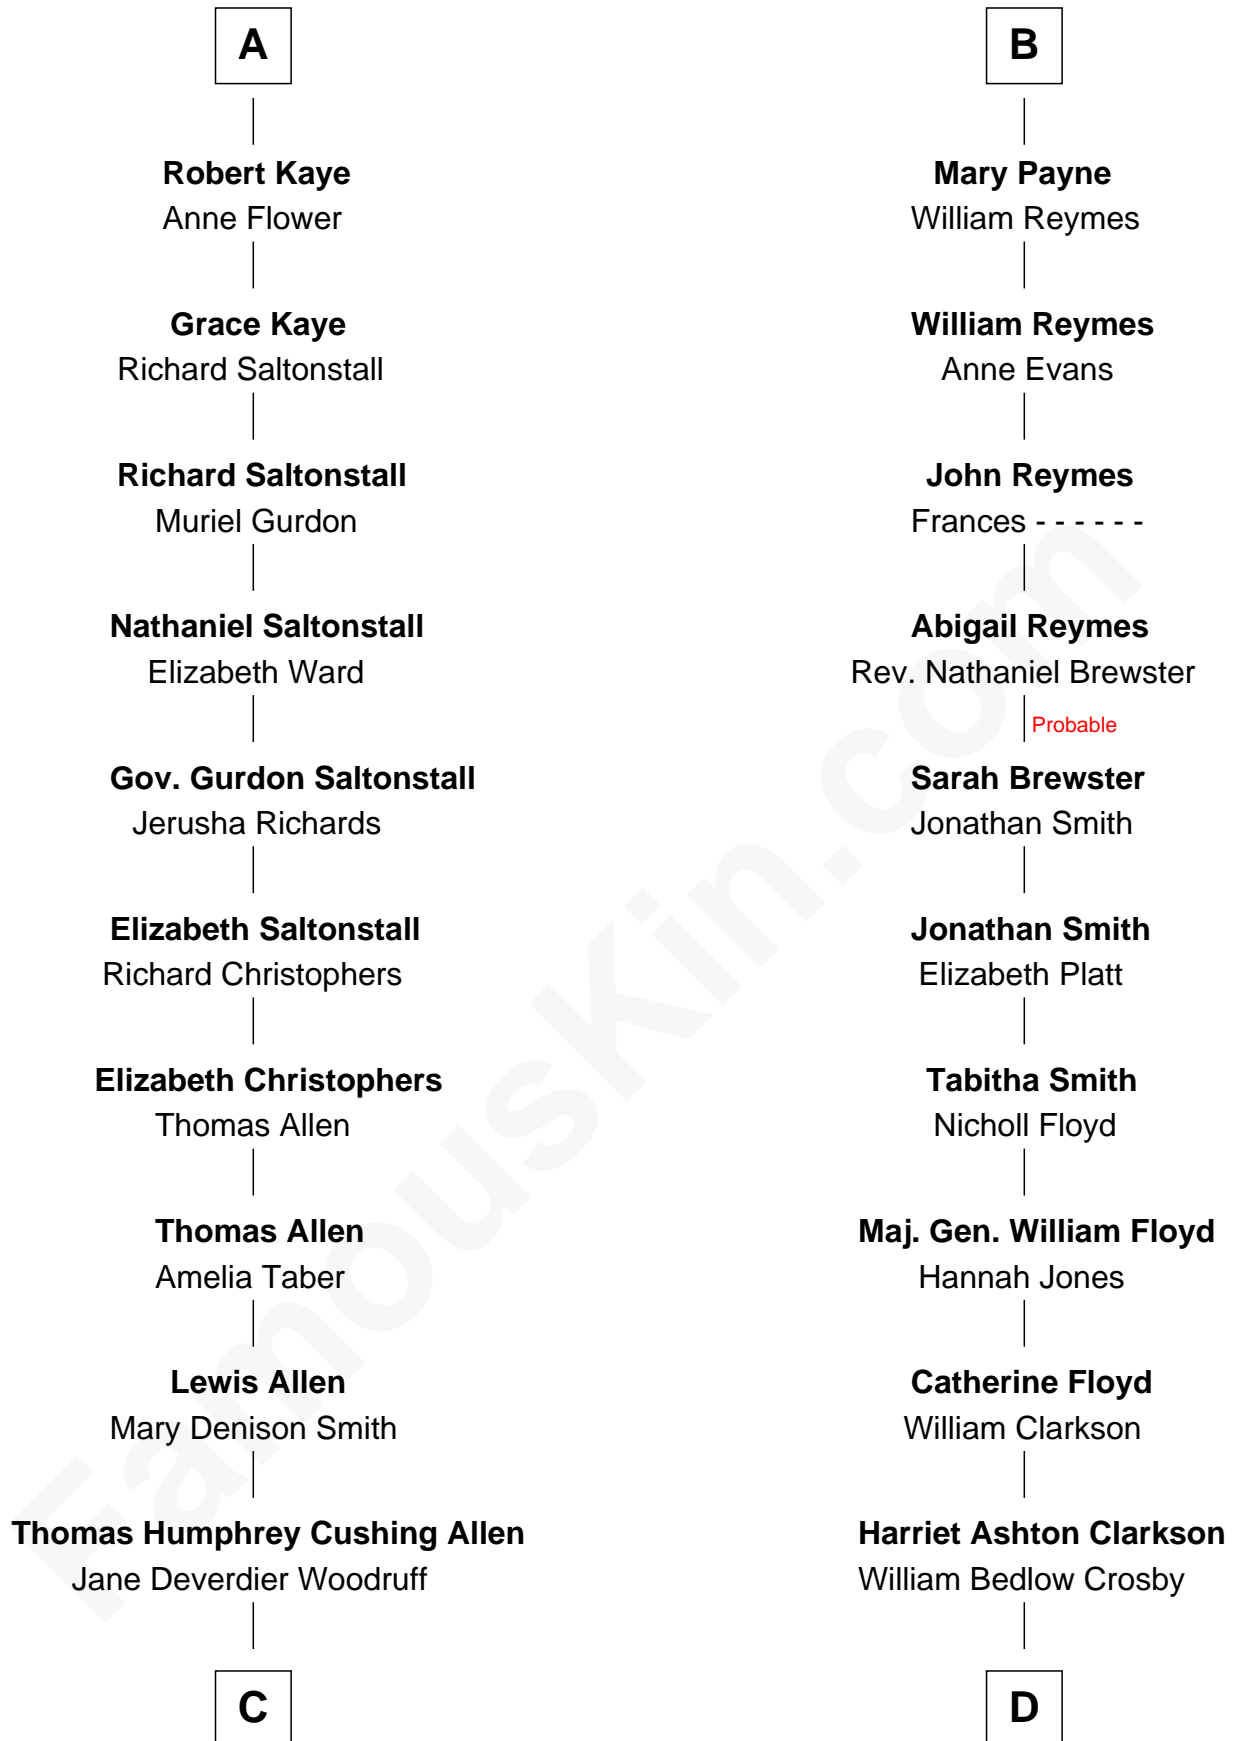 A
Robert Kaye
Anne Flower
Grace Kaye
Richard Saltonstall
Richard Saltonstall
Muriel Gurdon
Nathaniel Saltonstall
Elizabeth Ward
Gov. Gurdon Saltonstall
Jerusha Richards
Elizabeth Saltonstall
Richard Christophers
Elizabeth Christophers
Thomas Allen
Thomas Allen
Amelia Taber
Lewis Allen
Mary Denison Smith
Thomas Humphrey Cushing Allen
Jane Deverdier Woodruff
C
B
Mary Payne
William Reymes
William Reymes
Anne Evans
John Reymes
Frances - - - - - -
Abigail Reymes
Rev. Nathaniel Brewster
Probable
Sarah Brewster
Jonathan Smith
Jonathan Smith
Elizabeth Platt
Tabitha Smith
Nicholl Floyd
Maj. Gen. William Floyd
Hannah Jones
Catherine Floyd
William Clarkson
Harriet Ashton Clarkson
William Bedlow Crosby
D
FamousKin.com